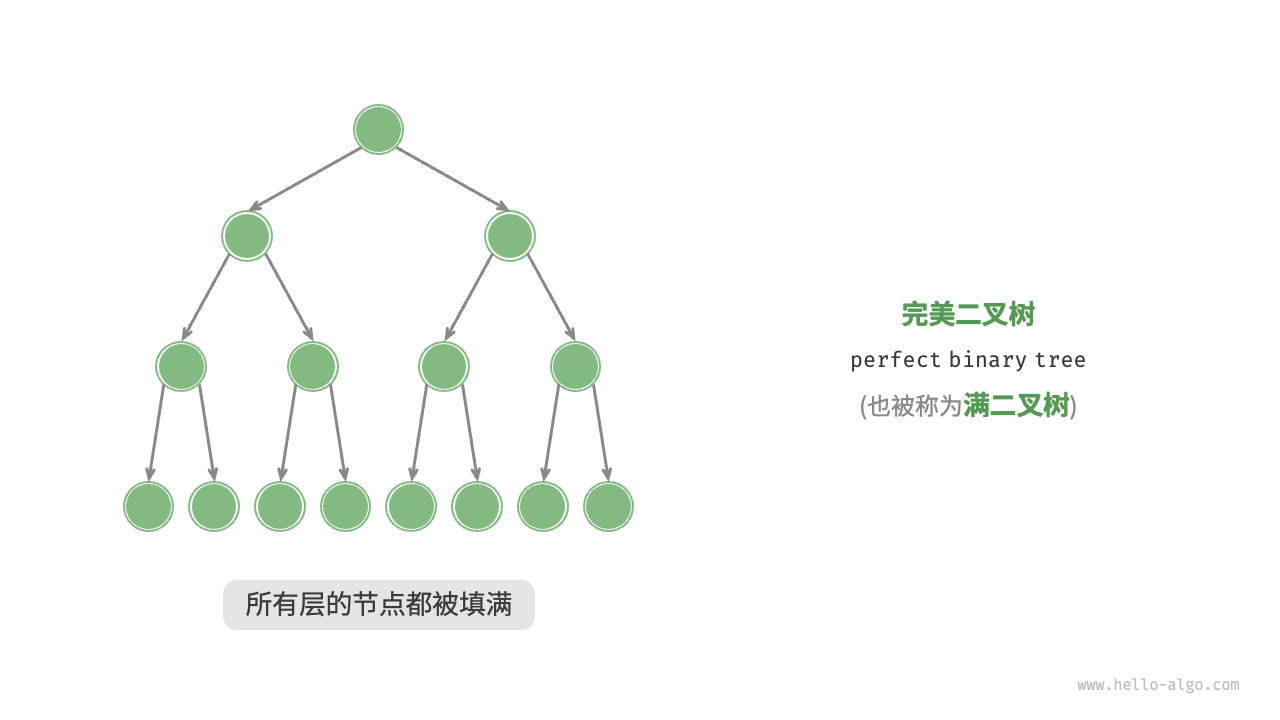 完美二叉树
perfect binary tree
(也被称为满二叉树)
所有层的节点都被填满
www.hello-algo.com